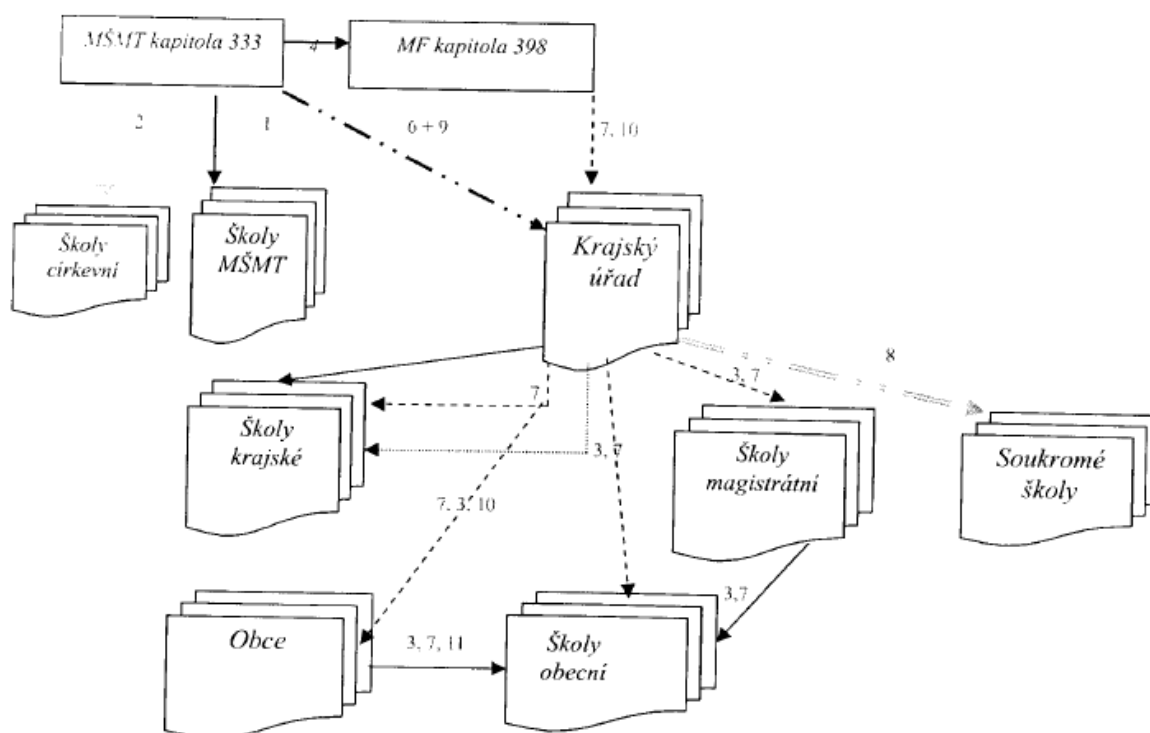 MŠMT kapitola 333
4
MF kapitola 398
2
1
6 + 9
7, 10
Školy
církevní
Školy
MŠMT
Krajský
úřad
8
3, 7
7
Školy
krajské
3, 7
Školy
magistrátní
Soukromé
školy
7, 3, 10
3,7
Obce
3, 7, 11
Školy
obecní